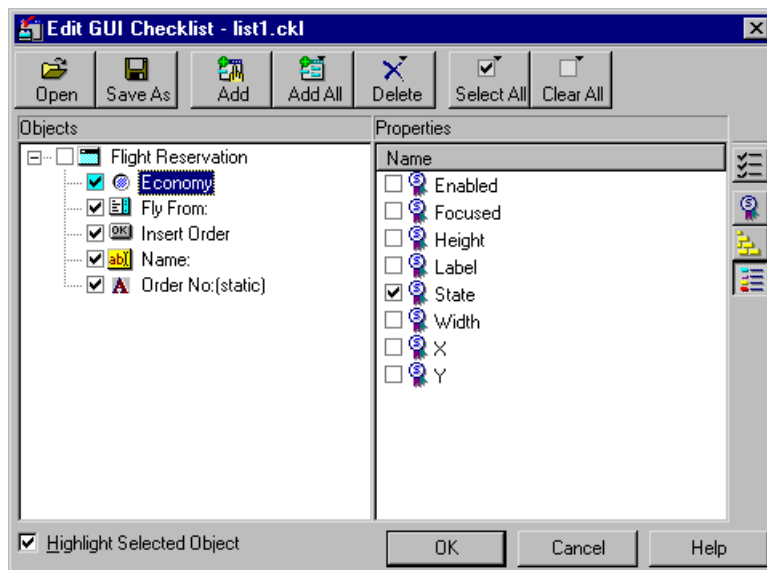 Edit GUI Checklist - list1.ckl
Open Save As Add Add All Delete Select All Clear All
Objects
Flight Reservation
Economy
Fly From:
OK Insert Order
ab Name:
A Order No:(static)
Properties
Name
S Enabled
S Focused
S Height
S Label
S State
S Width
S X
S Y
S
Highlight Selected Object
OK Cancel Help